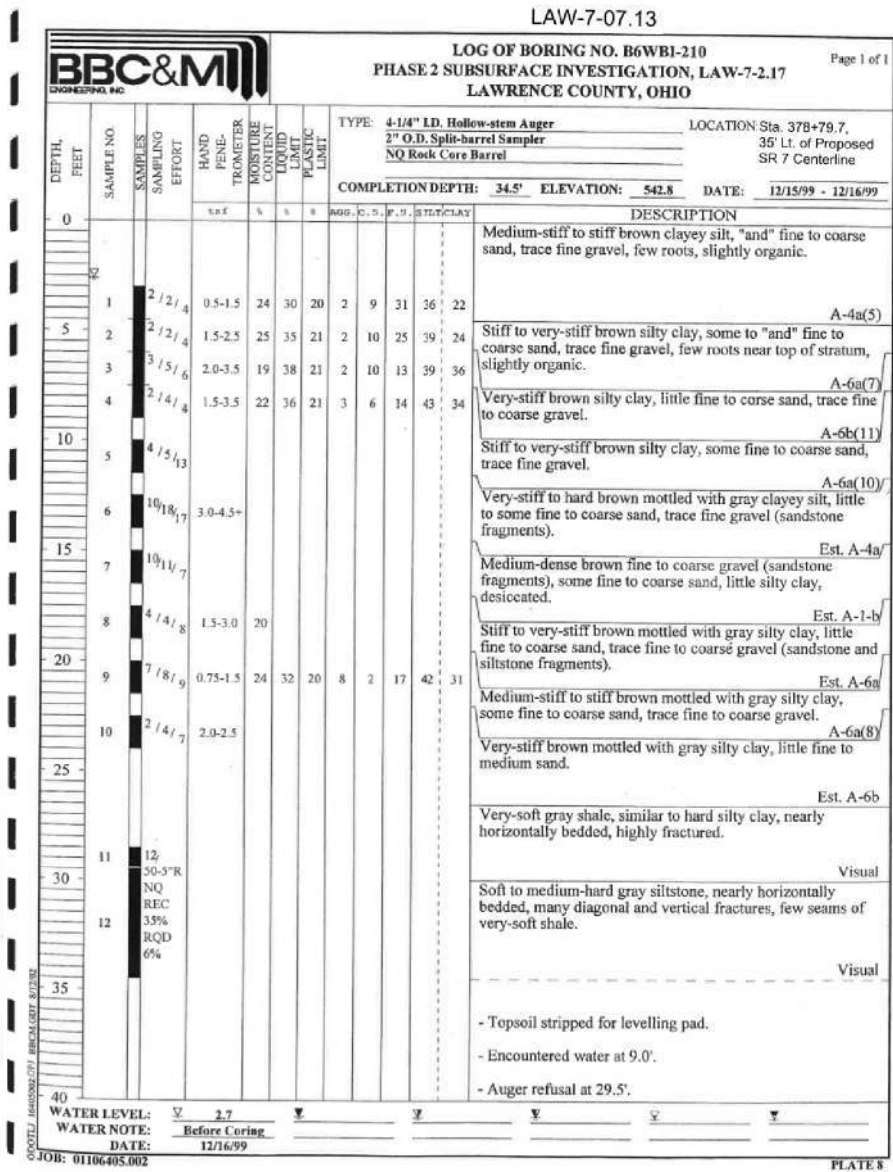 LAW-7-07.13
BBC&M
ENGINEERING, INC
LOG OF BORING NO. B6WBI-210
PHASE 2 SUBSURFACE INVESTIGATION, LAW-7-2.17
LAWRENCE COUNTY, OHIO
Page 1 of 1
DEPTH, FEET
SAMPLE NO.
SAMPLES
SAMPLING EFFORT
HAND PENE-TROMETER
MOISTURE CONTENT
LIQUID LIMIT
PLASTIC LIMIT
TYPE: 4-1/4" I.D. Hollow-stem Auger
2" O.D. Split-barrel Sampler
NQ Rock Core Barrel
LOCATION: Sta. 378+79.7,
35' Lt. of Proposed
SR 7 Centerline
COMPLETION DEPTH: 34.5' ELEVATION: 542.8 DATE: 12/15/99 - 12/16/99
tsf % % % AGG. C.S. F.S. SILT CLAY DESCRIPTION
0
Medium-stiff to stiff brown clayey silt, "and" fine to coarse
sand, trace fine gravel, few roots, slightly organic.
1 2/2/4 0.5-1.5 24 30 20 2 9 31 36 22
A-4a(5)
5
2 2/2/4 1.5-2.5 25 35 21 2 10 25 39 24
Stiff to very-stiff brown silty clay, some to "and" fine to
coarse sand, trace fine gravel, few roots near top of stratum,
slightly organic.
3 3/5/6 2.0-3.5 19 38 21 2 10 13 39 36
A-6a(7)
4 2/4/4 1.5-3.5 22 36 21 3 6 14 43 34
Very-stiff brown silty clay, little fine to corse sand, trace fine
to coarse gravel.
A-6b(11)
10
5 4/5/13
Stiff to very-stiff brown silty clay, some fine to coarse sand,
trace fine gravel.
A-6a(10)
6 10/18/17 3.0-4.5+
Very-stiff to hard brown mottled with gray clayey silt, little
to some fine to coarse sand, trace fine gravel (sandstone
fragments).
Est. A-4a
15
7 10/11/7
Medium-dense brown fine to coarse gravel (sandstone
fragments), some fine to coarse sand, little silty clay,
desiccated.
Est. A-1-b
8 4/4/8 1.5-3.0 20
Stiff to very-stiff brown mottled with gray silty clay, little
fine to coarse sand, trace fine to coarse gravel (sandstone and
siltstone fragments).
Est. A-6a
20
9 7/8/9 0.75-1.5 24 32 20 8 2 17 42 31
Medium-stiff to stiff brown mottled with gray silty clay,
some fine to coarse sand, trace fine to coarse gravel.
A-6a(8)
10 2/4/7 2.0-2.5
Very-stiff brown mottled with gray silty clay, little fine to
medium sand.
25
Est. A-6b
Very-soft gray shale, similar to hard silty clay, nearly
horizontally bedded, highly fractured.
11 12/
50-5"R
Visual
30
NQ
REC
35%
RQD
6%
12
Soft to medium-hard gray siltstone, nearly horizontally
bedded, many diagonal and vertical fractures, few seams of
very-soft shale.
Visual
35
- Topsoil stripped for levelling pad.
- Encountered water at 9.0'.
- Auger refusal at 29.5'.
40
WATER LEVEL: 2.7
WATER NOTE: Before Coring
DATE: 12/16/99
JOB: 01106405.002
PLATE 8
BBCM.GDT 8/12/02